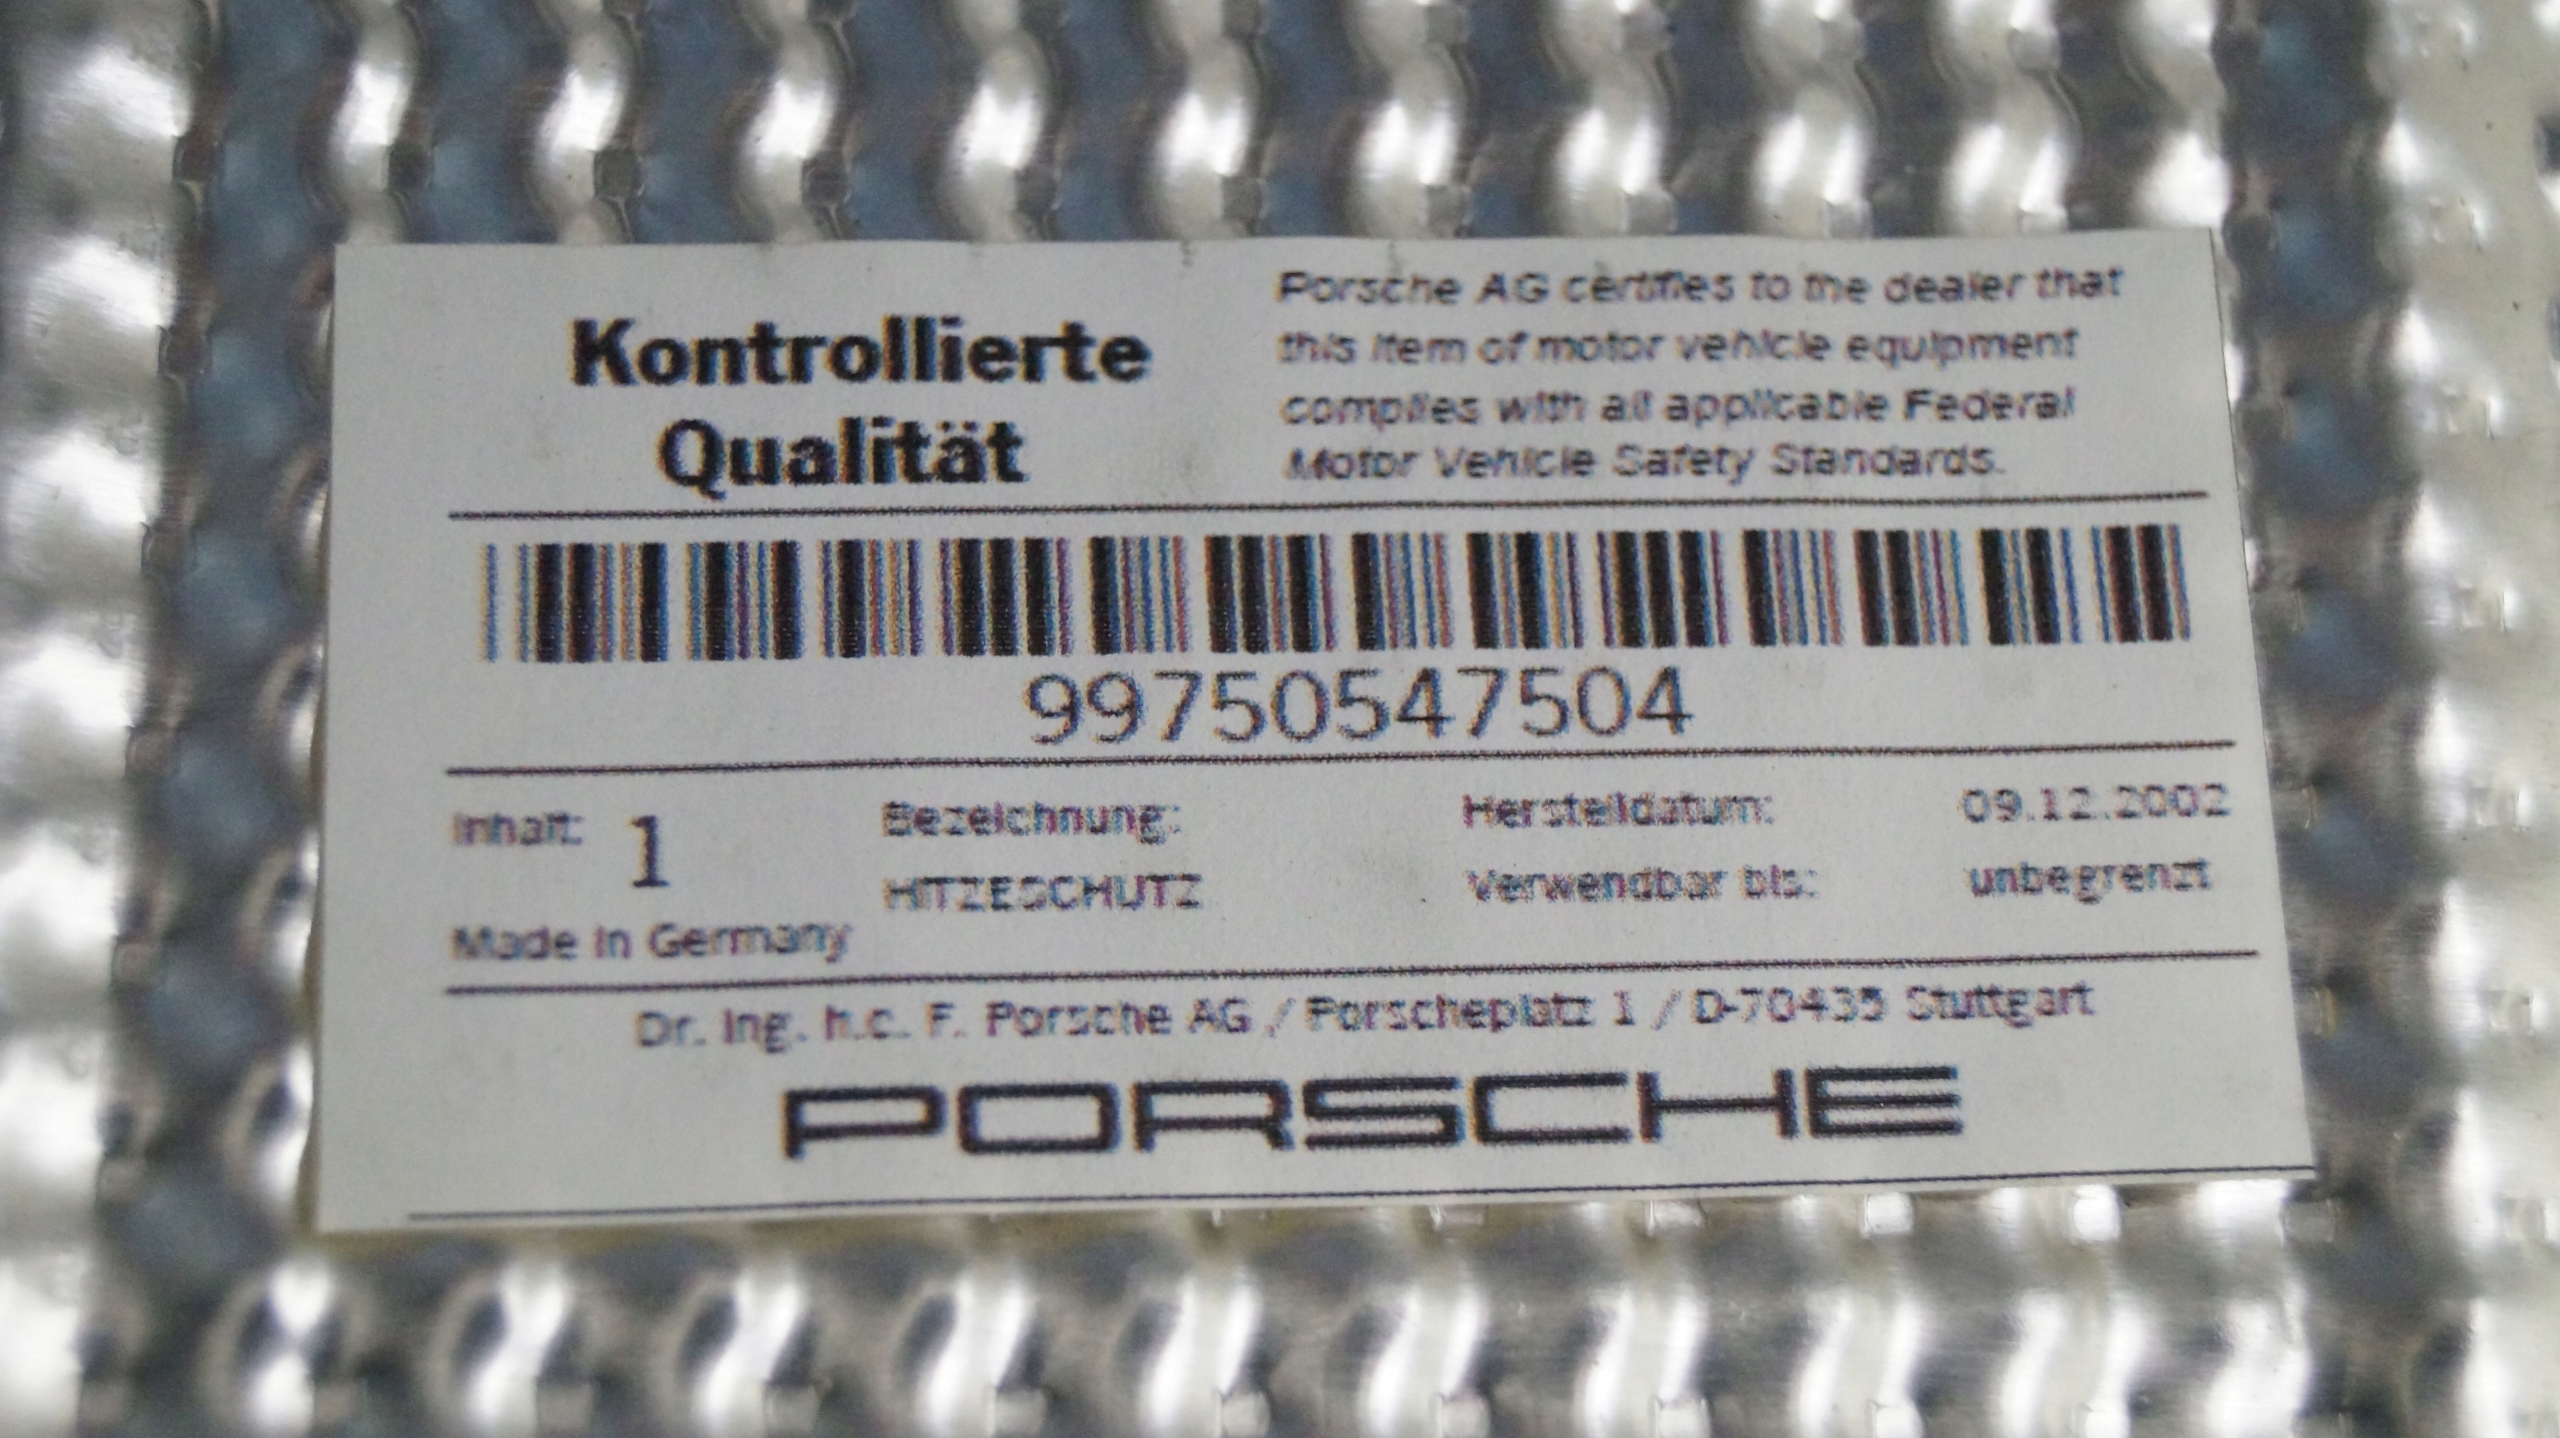 Kontrollierte
Qualität
Porsche AG certifies to the dealer that
this item of motor vehicle equipment
complies with all applicable Federal
Motor Vehicle Safety Standards.
99750547504
Inhalt: 1
Made in Germany
Bezeichnung:
HITZESCHUTZ
Herstelldatum: 09.12.2002
Verwendbar bis: unbegrenzt
Dr. Ing. h.c. F. Porsche AG / Porscheplatz 1 / D-70435 Stuttgart
PORSCHE